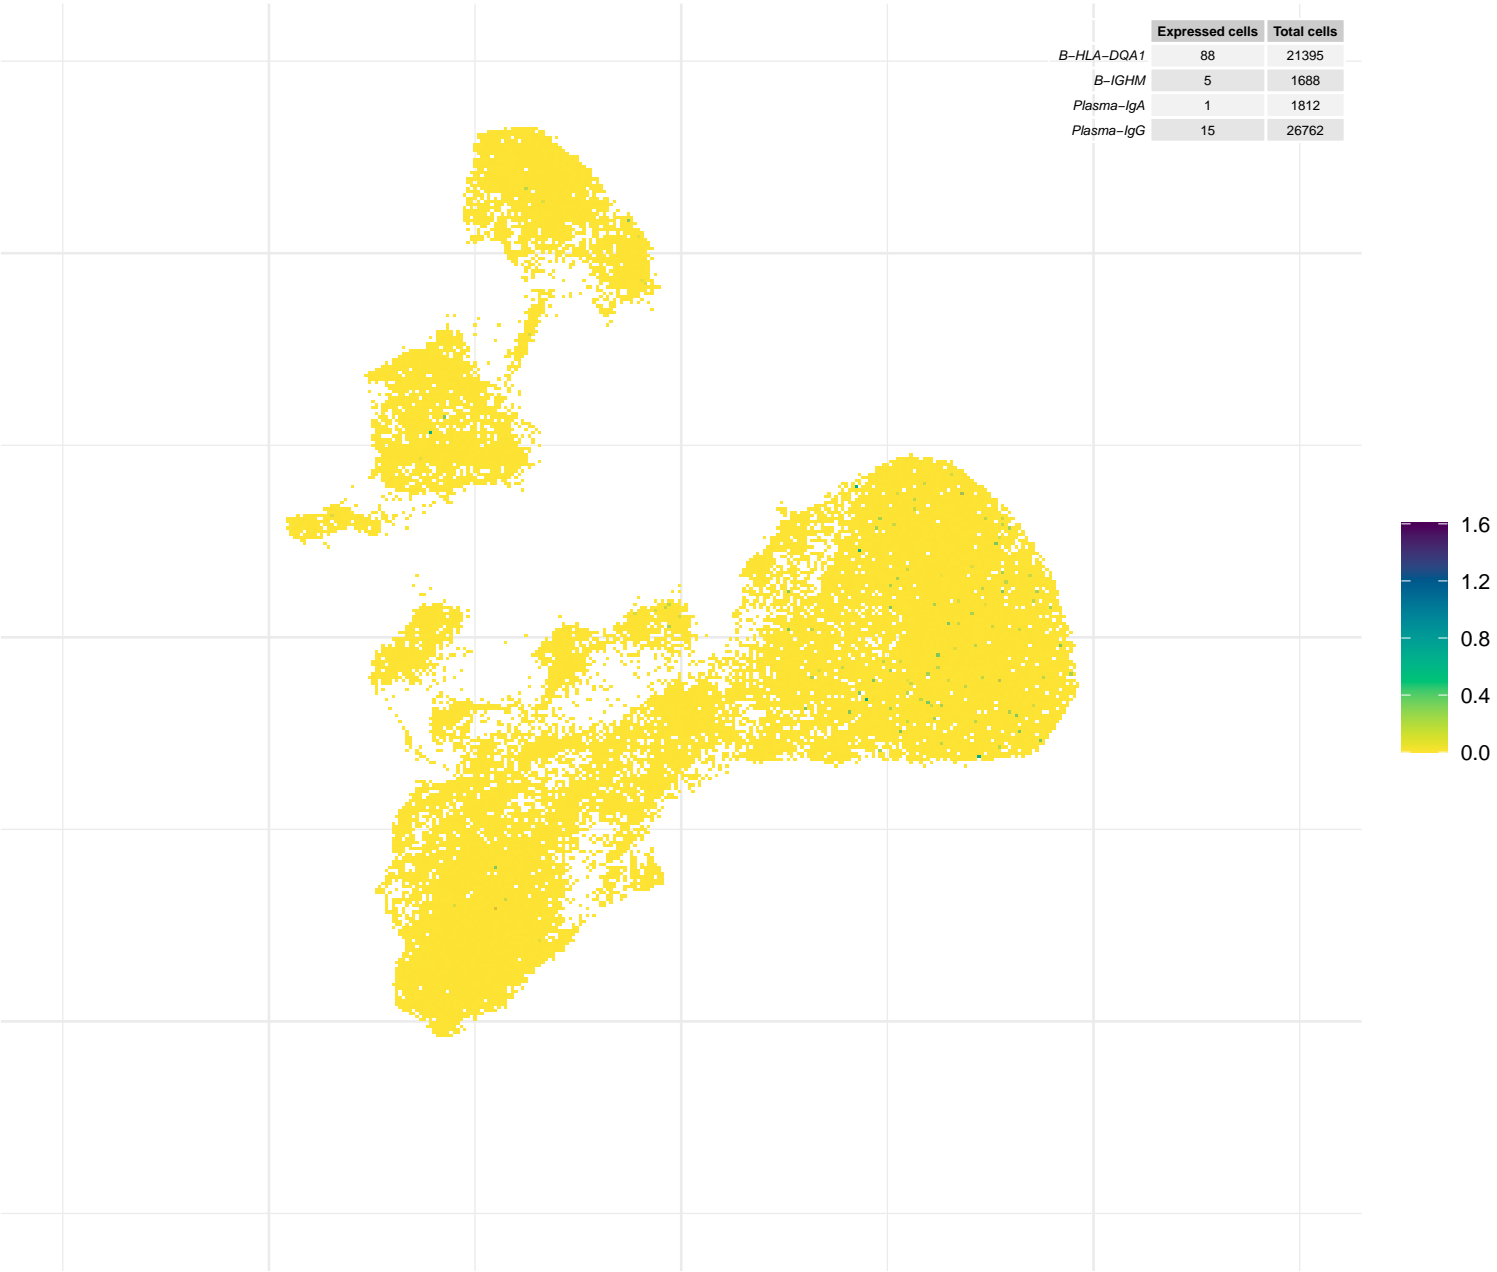 Expressed cells Total cells
B−HLA−DQA1 88 21395
B−IGHM 5 1688
Plasma−IgA 1 1812
Plasma−IgG 15 26762
1.6
1.2
0.8
0.4
0.0